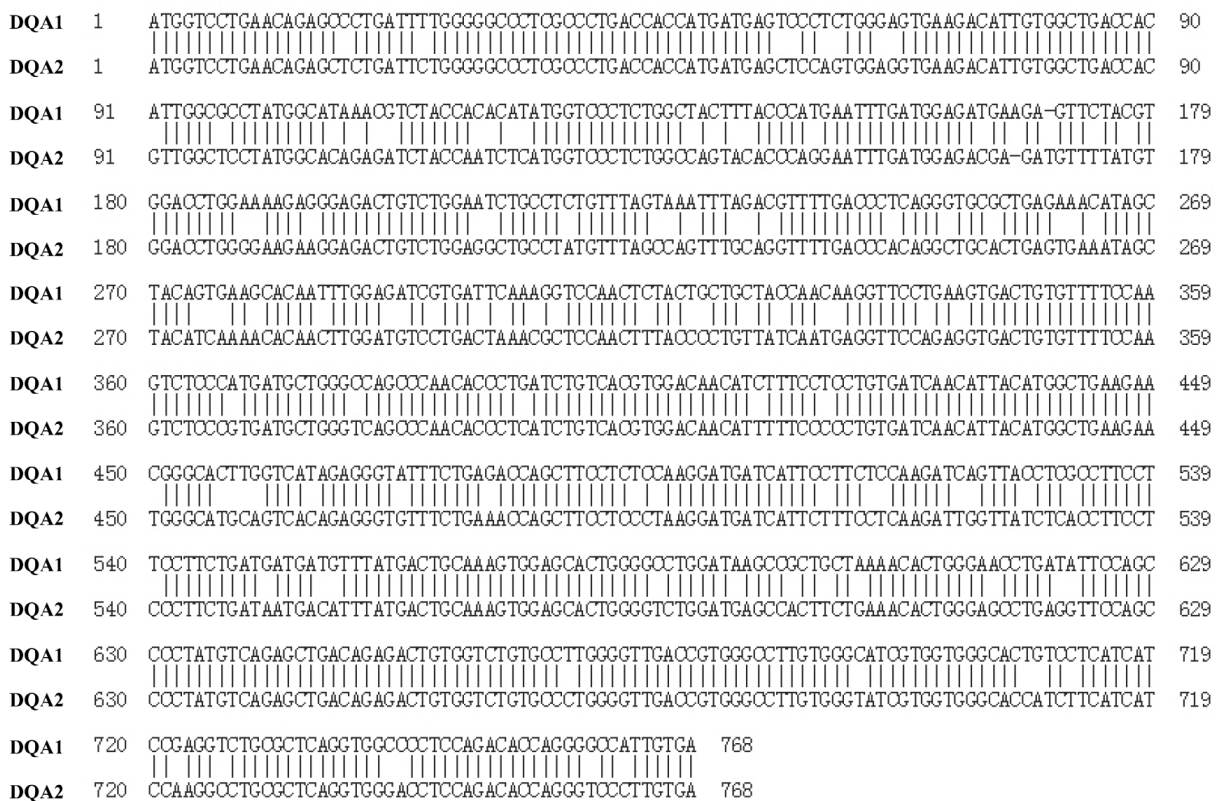 DQA1 1 ATGGTCCTGAACAGAGCCCTGATTTTGGGGGCCCTCGCCCTGACCACCATGATGAGTCCCTCTGGGAGTGAAGACATTGTGGCTGACCAC 90
DQA2 1 ATGGTCCTGAACAGAGCTCTGATTCTGGGGGCCCTCGCCCTGACCACCATGATGAGCTCCAGTGGAGGTGAAGACATTGTGGCTGACCAC 90
DQA1 91 ATTGGCGCCTATGGCATAAACGTCTACCACACATATGGTCCCTCTGGCTACTTTACCCATGAATTTGATGGAGATGAAGA-GTTCTACGT 179
DQA2 91 GTTGGCTCCTATGGCACAGAGATCTACCAATCTCATGGTCCCTCTGGCCAGTACACCCAGGAATTTGATGGAGACGA-GATGTTTTATGT 179
DQA1 180 GGACCTGGAAAAGAGGGAGACTGTCTGGAATCTGCCTCTGTTTAGTAAATTTAGACGTTTTGACCCTCAGGGTGCGCTGAGAAACATAGC 269
DQA2 180 GGACCTGGGGAAGAAGGAGACTGTCTGGAGGCTGCCTATGTTTAGCCAGTTTGCAGGTTTTGACCCACAGGCTGCACTGAGTGAAATAGC 269
DQA1 270 TACAGTGAAGCACAATTTGGAGATCGTGATTCAAAGGTCCAACTCTACTGCTGCTACCAACAAGGTTCCTGAAGTGACTGTGTTTTCCAA 359
DQA2 270 TACATCAAAACACAACTTGGATGTCCTGACTAAACGCTCCAACTTTACCCCTGTTATCAATGAGGTTCCAGAGGTGACTGTGTTTTCCAA 359
DQA1 360 GTCTCCCATGATGCTGGGCCAGCCCAACACCCTGATCTGTCACGTGGACAACATCTTTCCTCCTGTGATCAACATTACATGGCTGAAGAA 449
DQA2 360 GTCTCCCGTGATGCTGGGTCAGCCCAACACCCTCATCTGTCACGTGGACAACATTTTTCCCCCTGTGATCAACATTACATGGCTGAAGAA 449
DQA1 450 CGGGCACTTGGTCATAGAGGGTATTTCTGAGACCAGCTTCCTCTCCAAGGATGATCATTCCTTCTCCAAGATCAGTTACCTCGCCTTCCT 539
DQA2 450 TGGGCATGCAGTCACAGAGGGTGTTTCTGAAACCAGCTTCCTCCCTAAGGATGATCATTCTTTCCTCAAGATTGGTTATCTCACCTTCCT 539
DQA1 540 TCCTTCTGATGATGATGTTTATGACTGCAAAGTGGAGCACTGGGGCCTGGATAAGCCGCTGCTAAAACACTGGGAACCTGATATTCCAGC 629
DQA2 540 CCCTTCTGATAATGACATTTATGACTGCAAAGTGGAGCACTGGGGTCTGGATGAGCCACTTCTGAAACACTGGGAGCCTGAGGTTCCAGC 629
DQA1 630 CCCTATGTCAGAGCTGACAGAGACTGTGGTCTGTGCCTTGGGGTTGACCGTGGGCCTTGTGGGCATCGTGGTGGGCACTGTCCTCATCAT 719
DQA2 630 CCCTATGTCAGAGCTGACAGAGACTGTGGTCTGTGCCCTGGGGTTGACCGTGGGCCTTGTGGGTATCGTGGTGGGCACCATCTTCATCAT 719
DQA1 720 CCGAGGTCTGCGCTCAGGTGGCCCCTCCAGACACCAGGGGCCATTGTGA 768
DQA2 720 CCAAGGCCTGCGCTCAGGTGGGACCTCCAGACACCAGGGTCCCTTGTGA 768